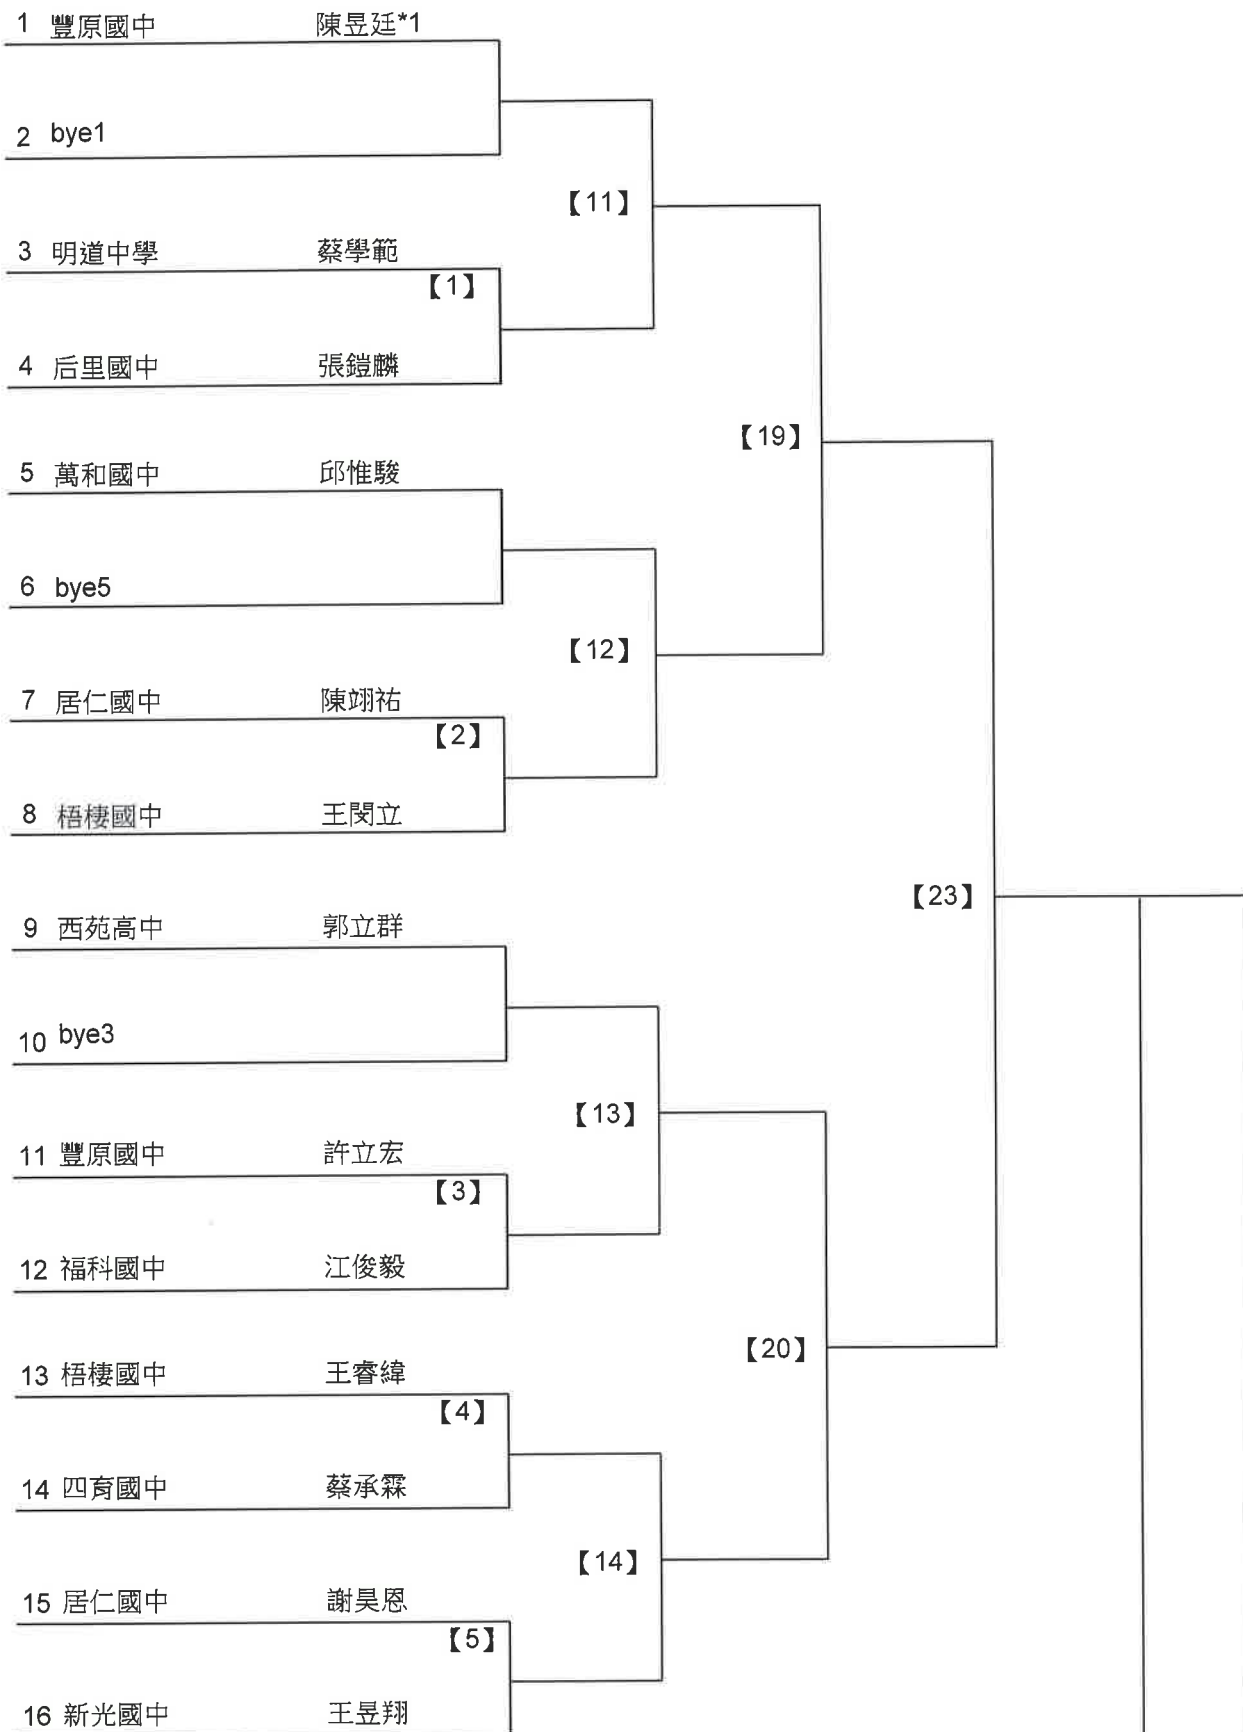 1 豐原國中 陳昱廷*1
2 bye1
【11】
3 明道中學 蔡學範
【1】
4 后里國中 張鎧麟
【19】
5 萬和國中 邱惟駿
6 bye5
【12】
7 居仁國中 陳翊祐
【2】
8 梧棲國中 王閔立
【23】
9 西苑高中 郭立群
10 bye3
【13】
11 豐原國中 許立宏
【3】
12 福科國中 江俊毅
【20】
13 梧棲國中 王睿緯
【4】
14 四育國中 蔡承霖
【14】
15 居仁國中 謝昊恩
【5】
16 新光國中 王昱翔